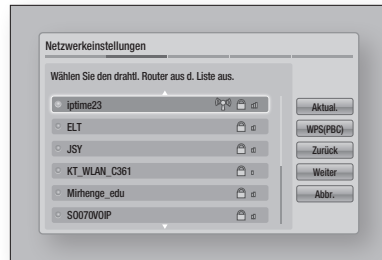 Netzwerkeinstellungen
Wählen Sie den drahtl. Router aus d. Liste aus.
iptime23
ELT
JSY
KT_WLAN_C361
Mirhenge_edu
SO070VOIP
Aktual.
WPS(PBC)
Zurück
Weiter
Abbr.